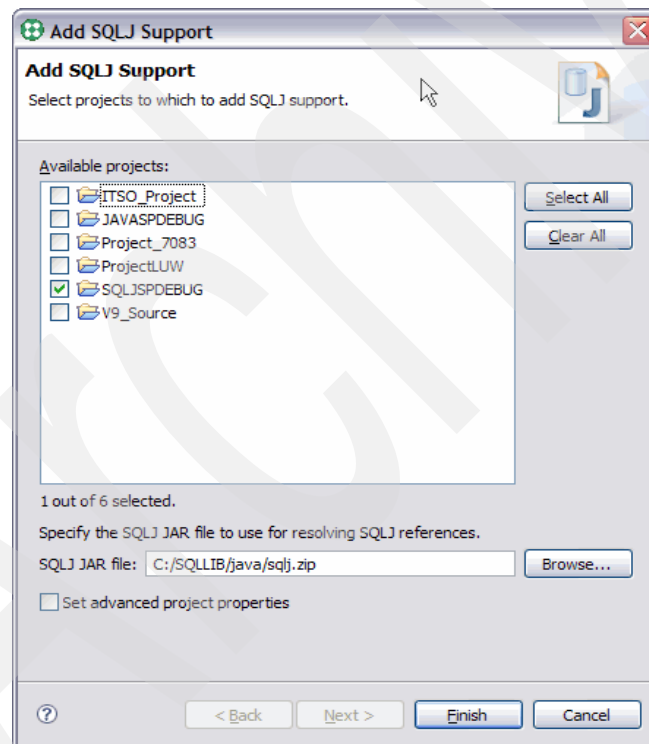 Add SQLJ Support
Add SQLJ Support
Select projects to which to add SQLJ support.
Available projects:
ITSO_Project
JAVASPDEBUG
Project_7083
ProjectLUW
SQLJSPDEBUG
V9_Source
Select All
Clear All
1 out of 6 selected.
Specify the SQLJ JAR file to use for resolving SQLJ references.
SQLJ JAR file: C:/SQLLIB/java/sqlj.zip Browse...
Set advanced project properties
? < Back Next > Finish Cancel